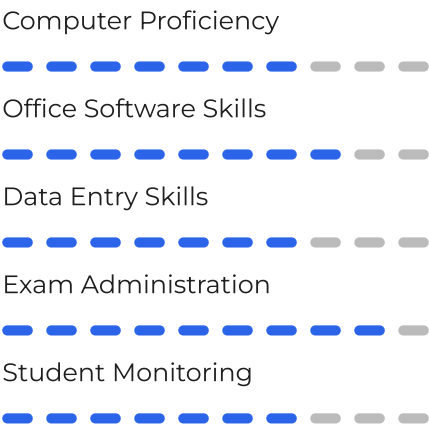 Computer Proficiency
Office Software Skills
Data Entry Skills
Exam Administration
Student Monitoring